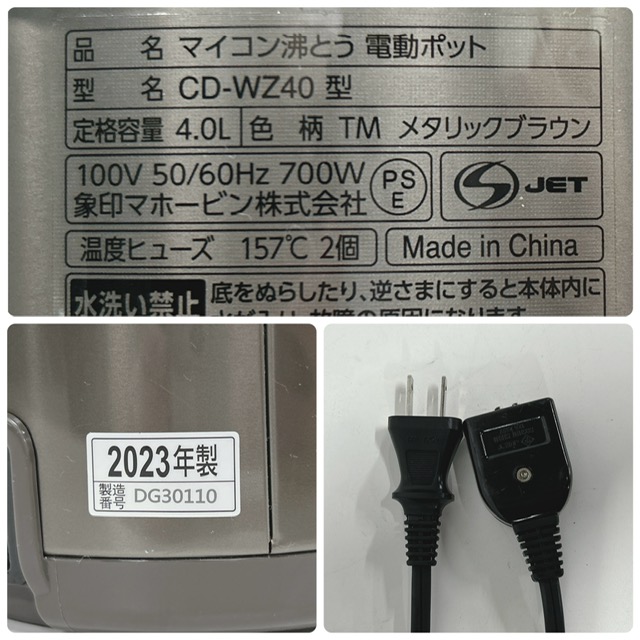 品名 マイコン沸とう 電動ポット
型名 CD-WZ40 型
定格容量 4.0L 色柄 TM メタリックブラウン
100V 50/60Hz 700W
象印マホービン株式会社
PS
E
JET
温度ヒューズ 157℃ 2個
Made in China
水洗い禁止
底をぬらしたり、逆さまにすると本体内に
2023年製
製造
番号 DG30110